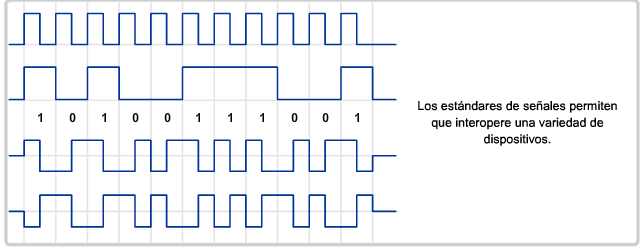 1 0 1 0 0 1 1 1 0 0 1
Los estándares de señales permiten
que interopere una variedad de
dispositivos.